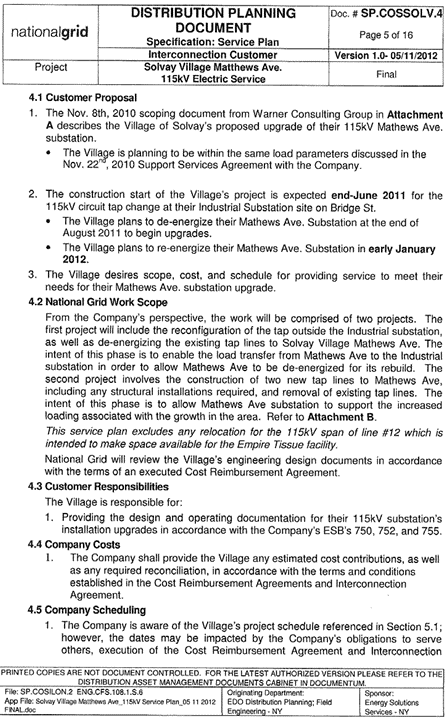 nationalgrid
DISTRIBUTION PLANNING
DOCUMENT
Specification: Service Plan
Doc. # SP.COSSOLV.4
Page 5 of 16
Interconnection Customer
Version 1.0- 05/11/2012
Project
Solvay Village Matthews Ave.
115kV Electric Service
Final
4.1 Customer Proposal
1. The Nov. 8th, 2010 scoping document from Warner Consulting Group in Attachment
A describes the Village of Solvay's proposed upgrade of their 115kV Mathews Ave.
substation.
• The Village is planning to be within the same load parameters discussed in the
Nov. 22nd, 2010 Support Services Agreement with the Company.
2. The construction start of the Village's project is expected end-June 2011 for the
115kV circuit tap change at their Industrial Substation site on Bridge St.
• The Village plans to de-energize their Mathews Ave. Substation at the end of
August 2011 to begin upgrades.
• The Village plans to re-energize their Mathews Ave. Substation in early January
2012.
3. The Village desires scope, cost, and schedule for providing service to meet their
needs for their Mathews Ave. substation upgrade.
4.2 National Grid Work Scope
From the Company's perspective, the work will be comprised of two projects. The
first project will include the reconfiguration of the tap outside the Industrial substation,
as well as de-energizing the existing tap lines to Solvay Village Mathews Ave. The
intent of this phase is to enable the load transfer from Mathews Ave to the Industrial
substation in order to allow Mathews Ave to be de-energized for its rebuild. The
second project involves the construction of two new tap lines to Mathews Ave,
including any structural installations required, and removal of existing tap lines. The
intent of this phase is to allow Mathews Ave substation to support the increased
loading associated with the growth in the area. Refer to Attachment B.
This service plan excludes any relocation for the 115kV span of line #12 which is
intended to make space available for the Empire Tissue facility.
National Grid will review the Village's engineering design documents in accordance
with the terms of an executed Cost Reimbursement Agreement.
4.3 Customer Responsibilities
The Village is responsible for:
1. Providing the design and operating documentation for their 115kV substation's
installation upgrades in accordance with the Company's ESB's 750, 752, and 755.
4.4 Company Costs
1. The Company shall provide the Village any estimated cost contributions, as well
as any required reconciliation, in accordance with the terms and conditions
established in the Cost Reimbursement Agreements and Interconnection
Agreement.
4.5 Company Scheduling
1. The Company is aware of the Village's project schedule referenced in Section 5.1;
however, the dates may be impacted by the Company's obligations to serve
others, execution of the Cost Reimbursement Agreement and Interconnection
PRINTED COPIES ARE NOT DOCUMENT CONTROLLED. FOR THE LATEST AUTHORIZED VERSION PLEASE REFER TO THE
DISTRIBUTION ASSET MANAGEMENT DOCUMENTS CABINET IN DOCUMENTUM.
File: SP.COSILON.2 ENG.CFS.108.1.S.6
App File: Solvay Village Matthews Ave_115kV Service Plan_05 11 2012
FINAL.doc
Originating Department:
EDO Distribution Planning; Field
Engineering - NY
Sponsor:
Energy Solutions
Services - NY